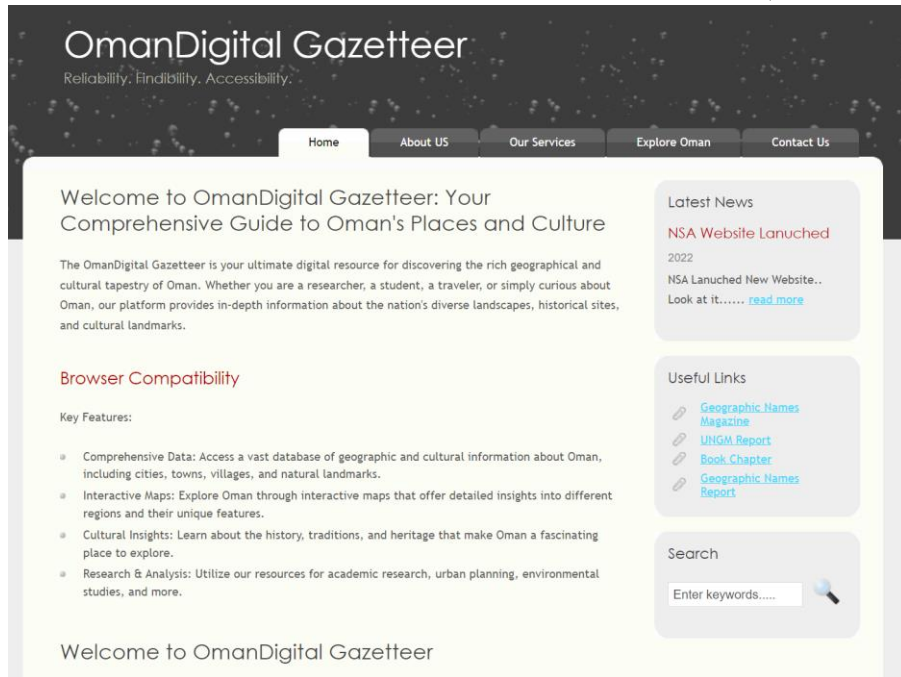 OmanDigital Gazetteer
Reliability. Findibility. Accessibility.
Home
About US
Our Services
Explore Oman
Contact Us
Welcome to OmanDigital Gazetteer: Your
Comprehensive Guide to Oman's Places and Culture
The OmanDigital Gazetteer is your ultimate digital resource for discovering the rich geographical and
cultural tapestry of Oman. Whether you are a researcher, a student, a traveler, or simply curious about
Oman, our platform provides in-depth information about the nation's diverse landscapes, historical sites,
and cultural landmarks.
Browser Compatibility
Key Features:
Comprehensive Data: Access a vast database of geographic and cultural information about Oman,
including cities, towns, villages, and natural landmarks.
Interactive Maps: Explore Oman through interactive maps that offer detailed insights into different
regions and their unique features.
Cultural Insights: Learn about the history, traditions, and heritage that make Oman a fascinating
place to explore.
Research & Analysis: Utilize our resources for academic research, urban planning, environmental
studies, and more.
Welcome to OmanDigital Gazetteer
Latest News
NSA Website Lanuched
2022
NSA Lanuched New Website..
Look at it...... read more
Useful Links
Geographic Names
Magazine
UNGM Report
Book Chapter
Geographic Names
Report
Search
Enter keywords.....